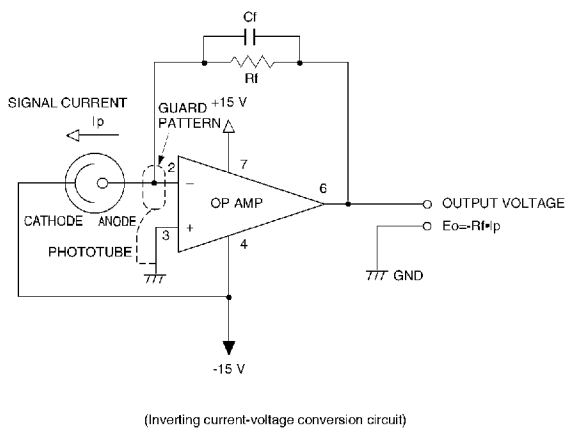 Cf
Rf
SIGNAL CURRENT
Ip
GUARD
PATTERN
+15 V
2
7
6
−
OP AMP
OUTPUT VOLTAGE
CATHODE
ANODE
3
+
4
Eo=-Rf•Ip
PHOTOTUBE
GND
-15 V
(Inverting current-voltage conversion circuit)